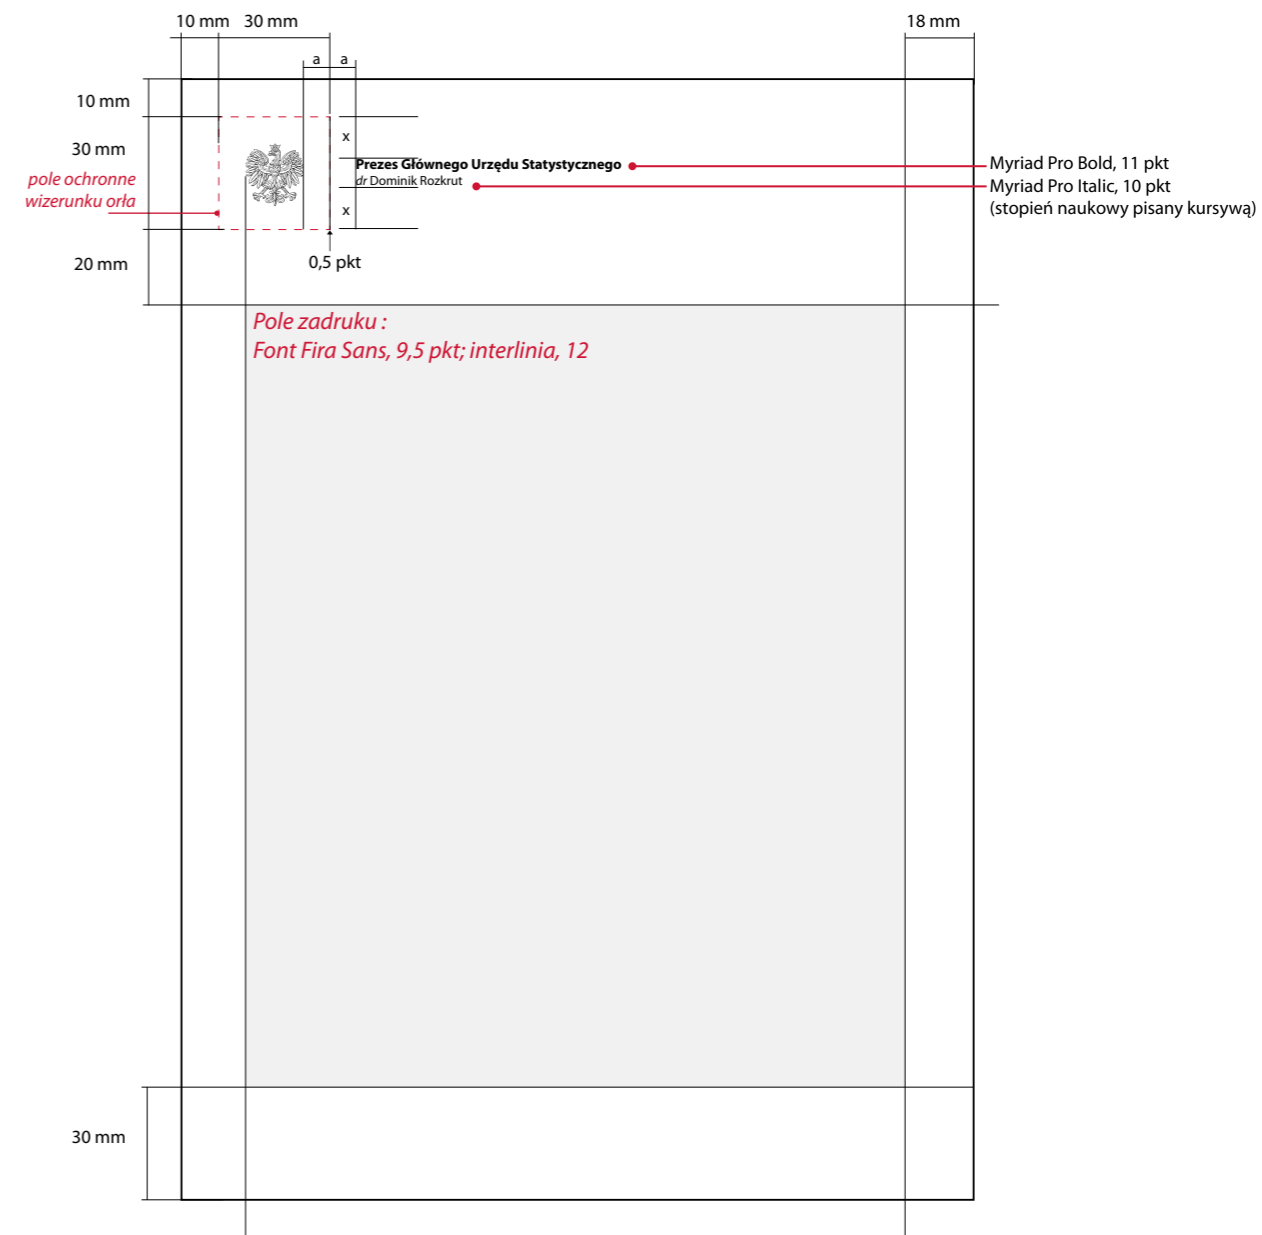 10 mm 30 mm 18 mm
a a
10 mm
x
30 mm
Prezes Głównego Urzędu Statystycznego
Myriad Pro Bold, 11 pkt
pole ochronne
wizerunku orła
dr Dominik Rozkrut
Myriad Pro Italic, 10 pkt
(stopień naukowy pisany kursywą)
x
20 mm
0,5 pkt
Pole zadruku :
Font Fira Sans, 9,5 pkt; interlinia, 12
30 mm